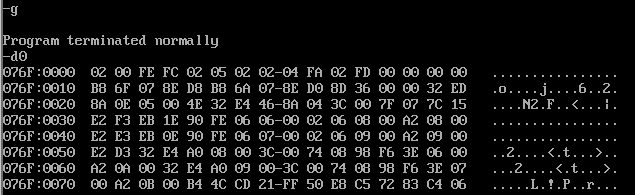 -g
Program terminated normally
-d0
076F:0000 02 00 FE FC 02 05 02 02-04 FA 02 FD 00 00 00 00 ................
076F:0010 B8 6F 07 8E D8 B8 6A 07-8E D0 8D 36 00 00 32 ED .o....j....6..2.
076F:0020 8A 0E 05 00 4E 32 E4 46-8A 04 3C 00 7F 07 7C 15 ....N2.F..<...|.
076F:0030 E2 F3 EB 1E 90 FE 06 06-00 02 06 08 00 A2 08 00 ................
076F:0040 E2 E3 EB 0E 90 FE 06 07-00 02 06 09 00 A2 09 00 ................
076F:0050 E2 D3 32 E4 A0 08 00 3C-00 74 08 98 F6 3E 06 00 ..2....<.t...>..
076F:0060 A2 0A 00 32 E4 A0 09 00-3C 00 74 08 98 F6 3E 07 ...2....<.t...>.
076F:0070 00 A2 0B 00 B4 4C CD 21-FF 50 E8 C5 72 83 C4 06 .....L.!.P..r...